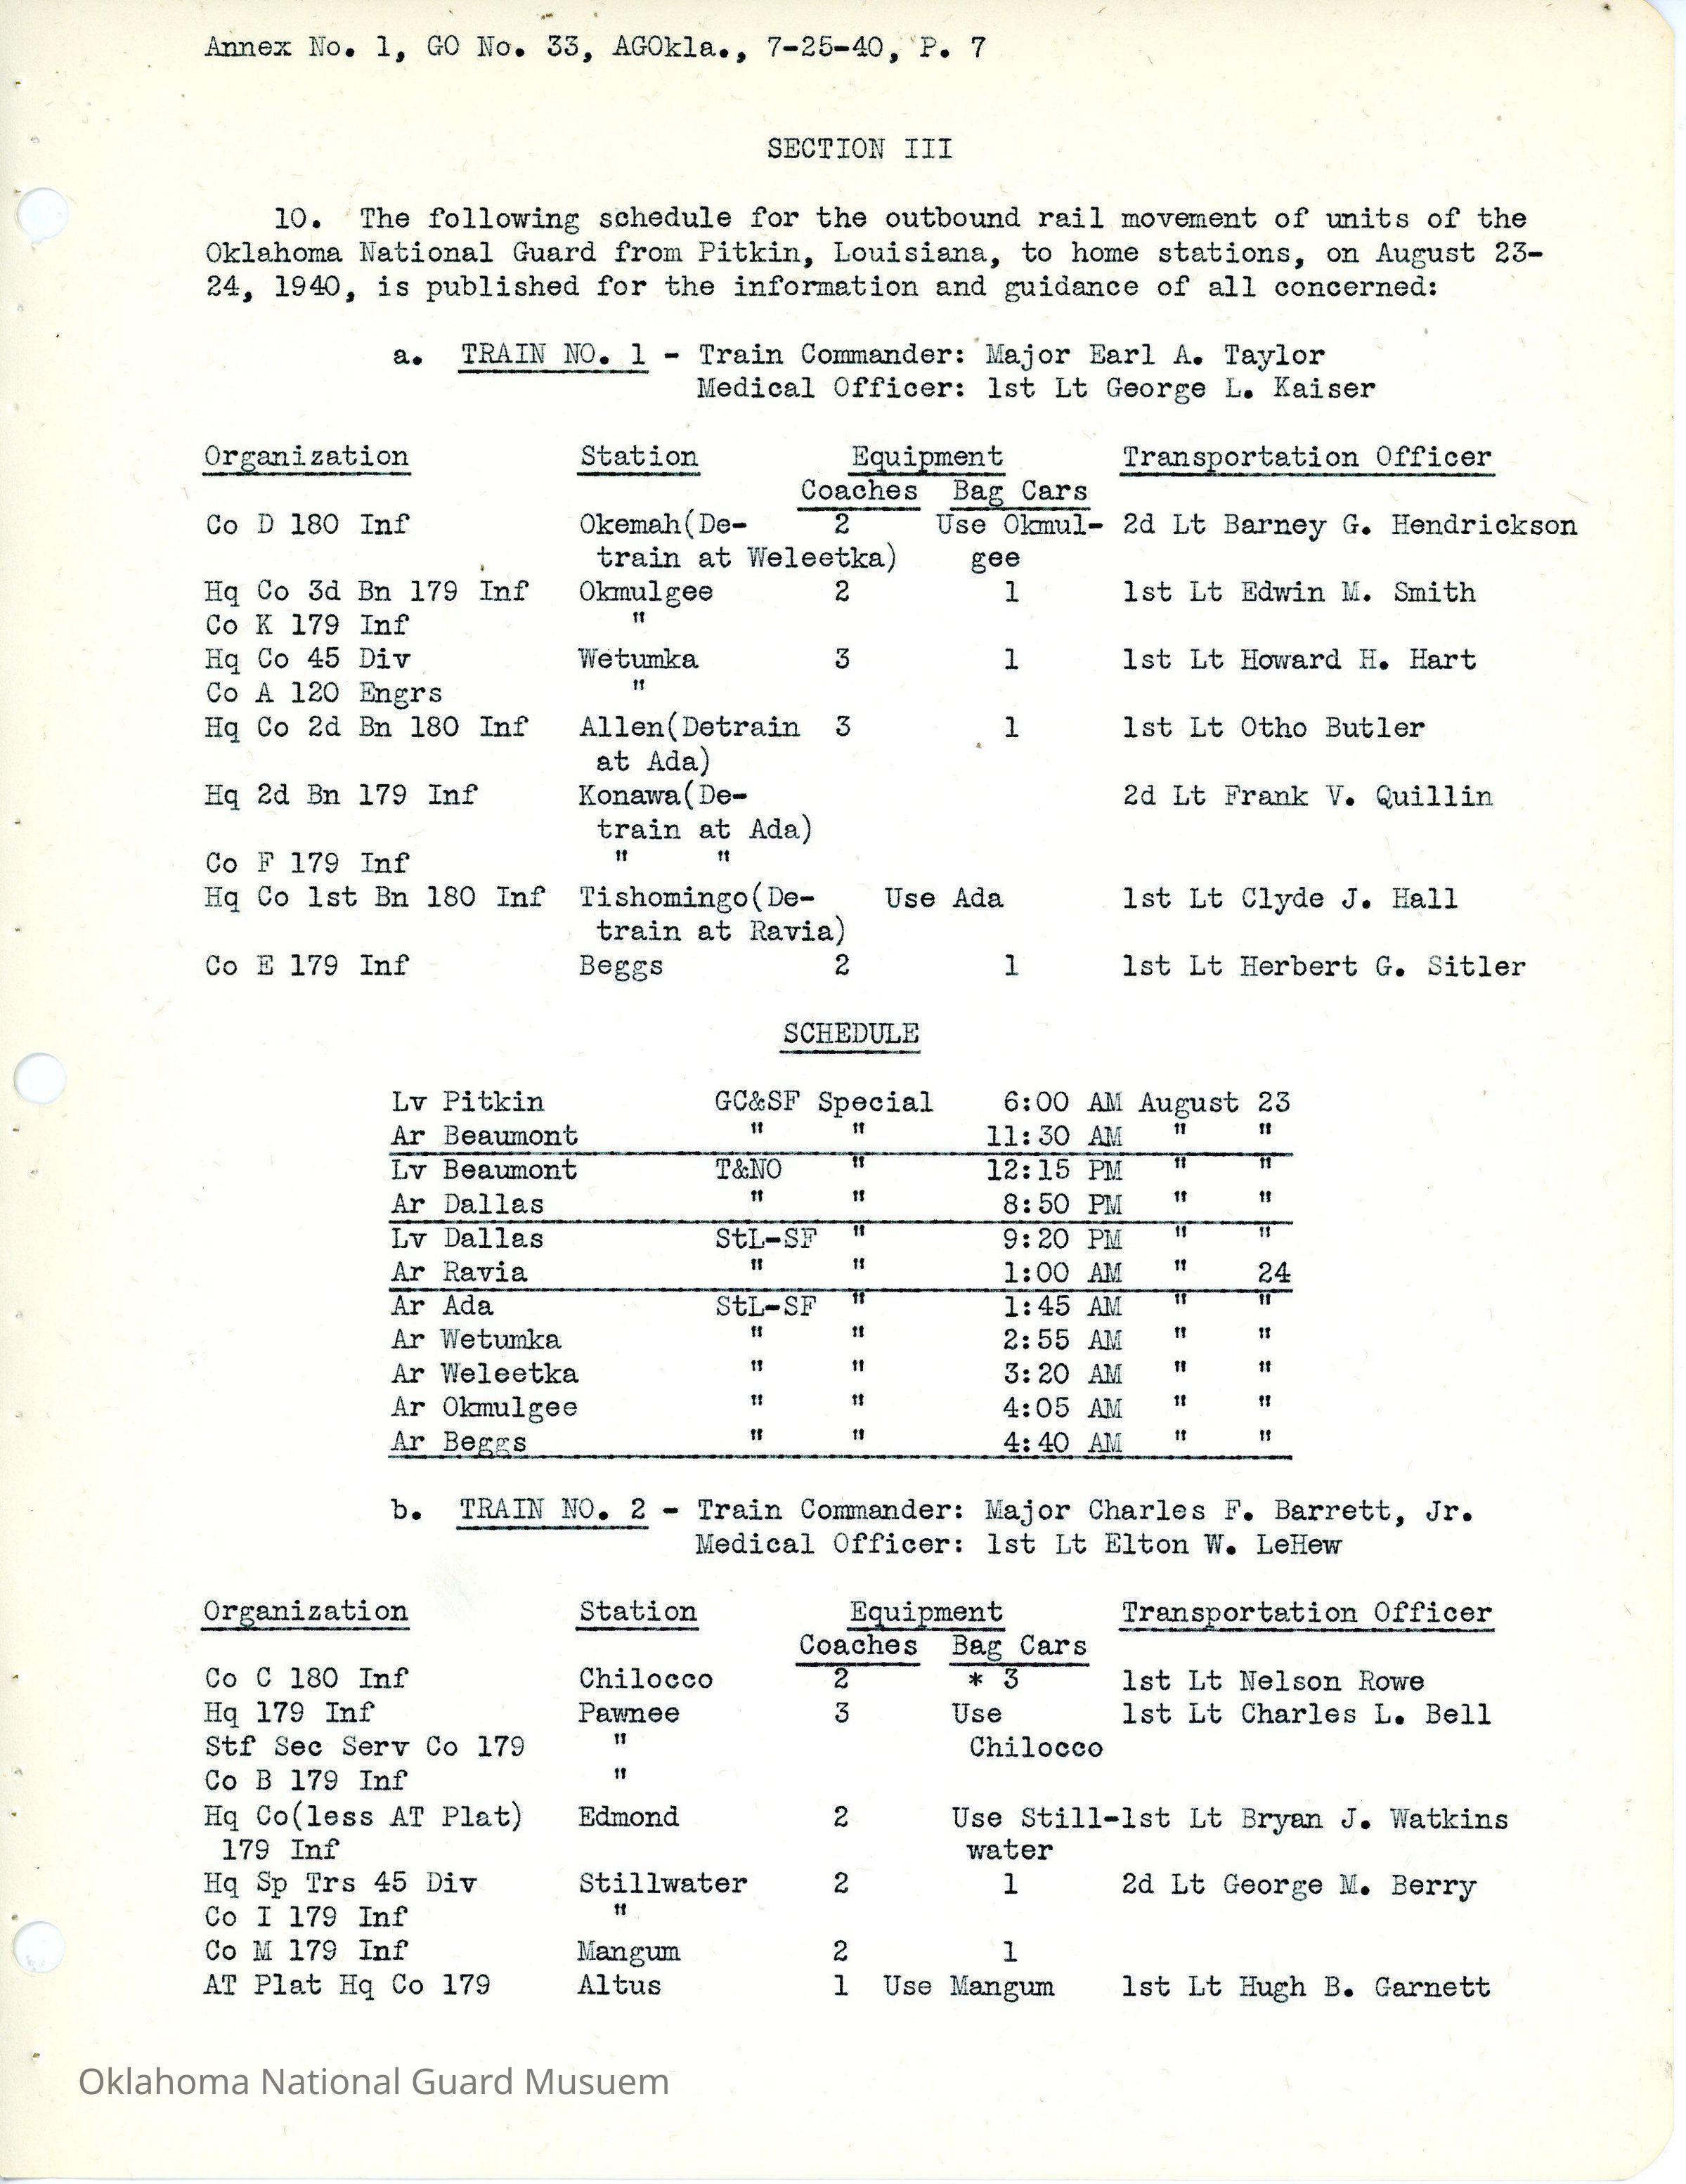 Annex No. 1, GO No. 33, AGOkla., 7-25-40, P. 7
SECTION III
10. The following schedule for the outbound rail movement of units of the
Oklahoma National Guard from Pitkin, Louisiana, to home stations, on August 23-
24, 1940, is published for the information and guidance of all concerned:
a. TRAIN NO. 1 - Train Commander: Major Earl A. Taylor
Medical Officer: 1st Lt George L. Kaiser
Organization Station Equipment Transportation Officer
Coaches Bag Cars
Co D 180 Inf Okemah(De- 2 Use Okmul- 2d Lt Barney G. Hendrickson
train at Weleetka) gee
Hq Co 3d Bn 179 Inf Okmulgee 2 1 1st Lt Edwin M. Smith
Co K 179 Inf "
Hq Co 45 Div Wetumka 3 1 1st Lt Howard H. Hart
Co A 120 Engrs "
Hq Co 2d Bn 180 Inf Allen(Detrain 3 1 1st Lt Otho Butler
at Ada)
Hq 2d Bn 179 Inf Konawa(De- 2d Lt Frank V. Quillin
train at Ada)
Co F 179 Inf " "
Hq Co 1st Bn 180 Inf Tishomingo(De- Use Ada 1st Lt Clyde J. Hall
train at Ravia)
Co E 179 Inf Beggs 2 1 1st Lt Herbert G. Sitler
SCHEDULE
Lv Pitkin GC&SF Special 6:00 AM August 23
Ar Beaumont " " 11:30 AM " "
Lv Beaumont T&NO " 12:15 PM " "
Ar Dallas " " 8:50 PM " "
Lv Dallas StL-SF " 9:20 PM " "
Ar Ravia " " 1:00 AM " 24
Ar Ada StL-SF " 1:45 AM " "
Ar Wetumka " " 2:55 AM " "
Ar Weleetka " " 3:20 AM " "
Ar Okmulgee " " 4:05 AM " "
Ar Beggs " " 4:40 AM " "
b. TRAIN NO. 2 - Train Commander: Major Charles F. Barrett, Jr.
Medical Officer: 1st Lt Elton W. LeHew
Organization Station Equipment Transportation Officer
Coaches Bag Cars
Co C 180 Inf Chilocco 2 * 3 1st Lt Nelson Rowe
Hq 179 Inf Pawnee 3 Use 1st Lt Charles L. Bell
Stf Sec Serv Co 179 " Chilocco
Co B 179 Inf "
Hq Co(less AT Plat) Edmond 2 Use Still-1st Lt Bryan J. Watkins
179 Inf water
Hq Sp Trs 45 Div Stillwater 2 1 2d Lt George M. Berry
Co I 179 Inf "
Co M 179 Inf Mangum 2 1
AT Plat Hq Co 179 Altus 1 Use Mangum 1st Lt Hugh B. Garnett
Oklahoma National Guard Musuem